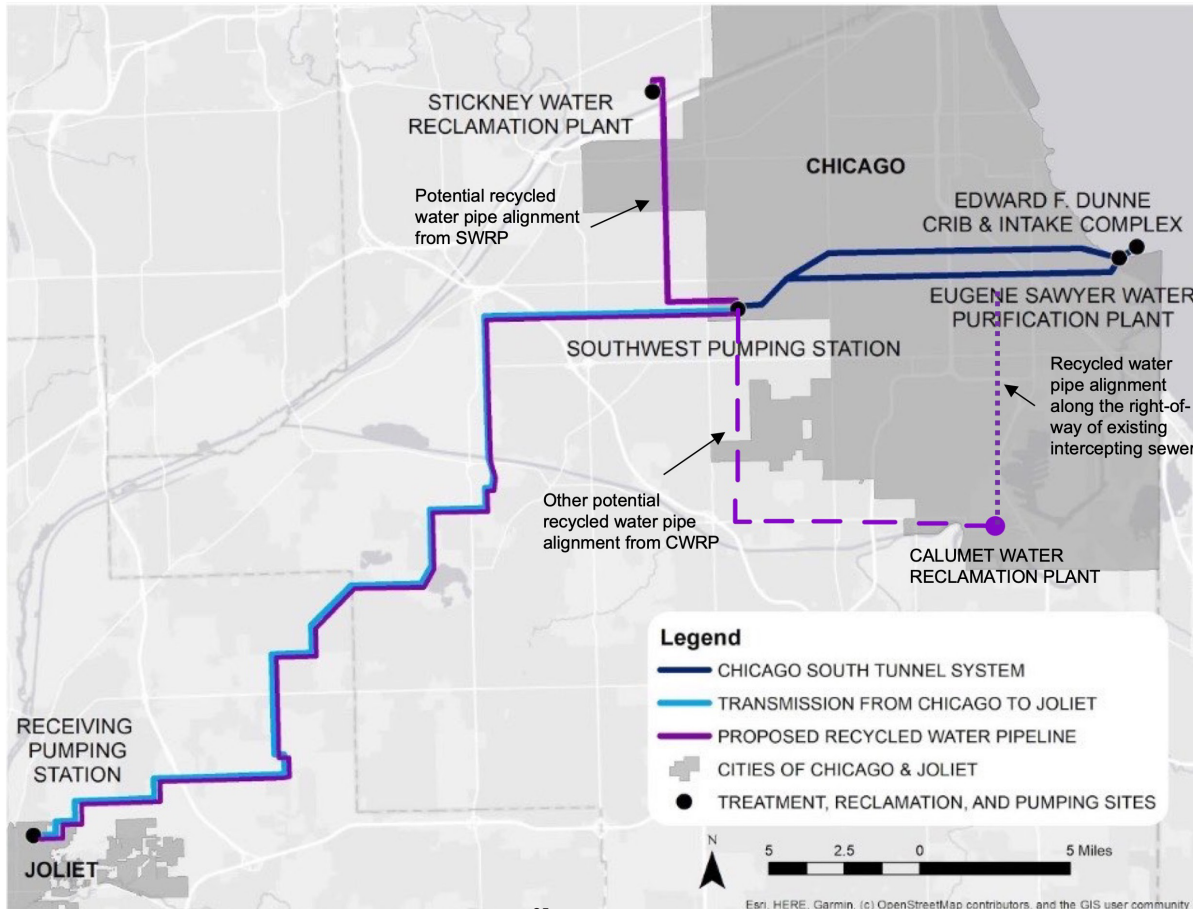 STICKNEY WATER
RECLAMATION PLANT
CHICAGO
Potential recycled
water pipe alignment
from SWRP
EDWARD F. DUNNE
CRIB & INTAKE COMPLEX
EUGENE SAWYER WATER
PURIFICATION PLANT
SOUTHWEST PUMPING STATION
Recycled water
pipe alignment
along the right-of-
way of existing
intercepting sewer
Other potential
recycled water pipe
alignment from CWRP
CALUMET WATER
RECLAMATION PLANT
RECEIVING
PUMPING
STATION
JOLIET
Legend
CHICAGO SOUTH TUNNEL SYSTEM
TRANSMISSION FROM CHICAGO TO JOLIET
PROPOSED RECYCLED WATER PIPELINE
CITIES OF CHICAGO & JOLIET
TREATMENT, RECLAMATION, AND PUMPING SITES
N
5 2.5 0 5 Miles
Esri, HERE, Garmin, (c) OpenStreetMap contributors, and the GIS user community